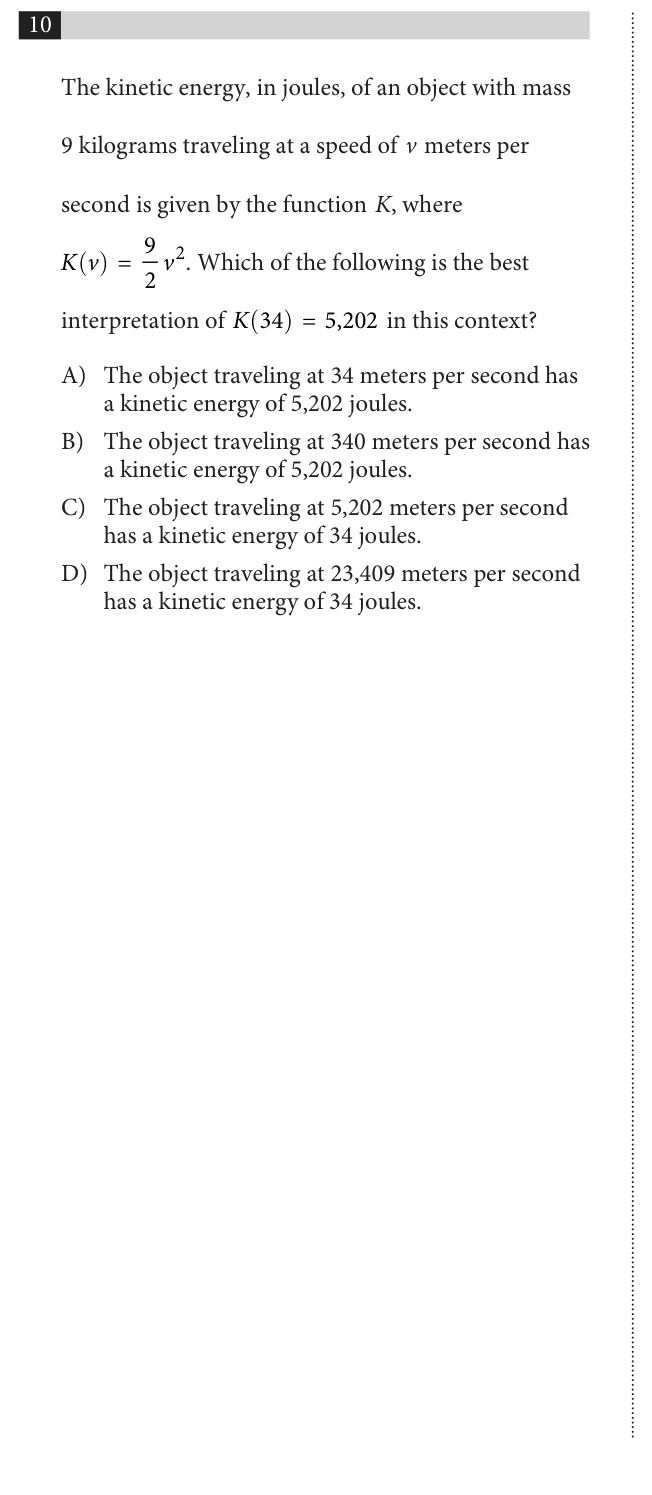 10
The kinetic energy, in joules, of an object with mass
9 kilograms traveling at a speed of v meters per
second is given by the function K, where
K(v) = 9/2 v². Which of the following is the best
interpretation of K(34) = 5,202 in this context?
A) The object traveling at 34 meters per second has
a kinetic energy of 5,202 joules.
B) The object traveling at 340 meters per second has
a kinetic energy of 5,202 joules.
C) The object traveling at 5,202 meters per second
has a kinetic energy of 34 joules.
D) The object traveling at 23,409 meters per second
has a kinetic energy of 34 joules.